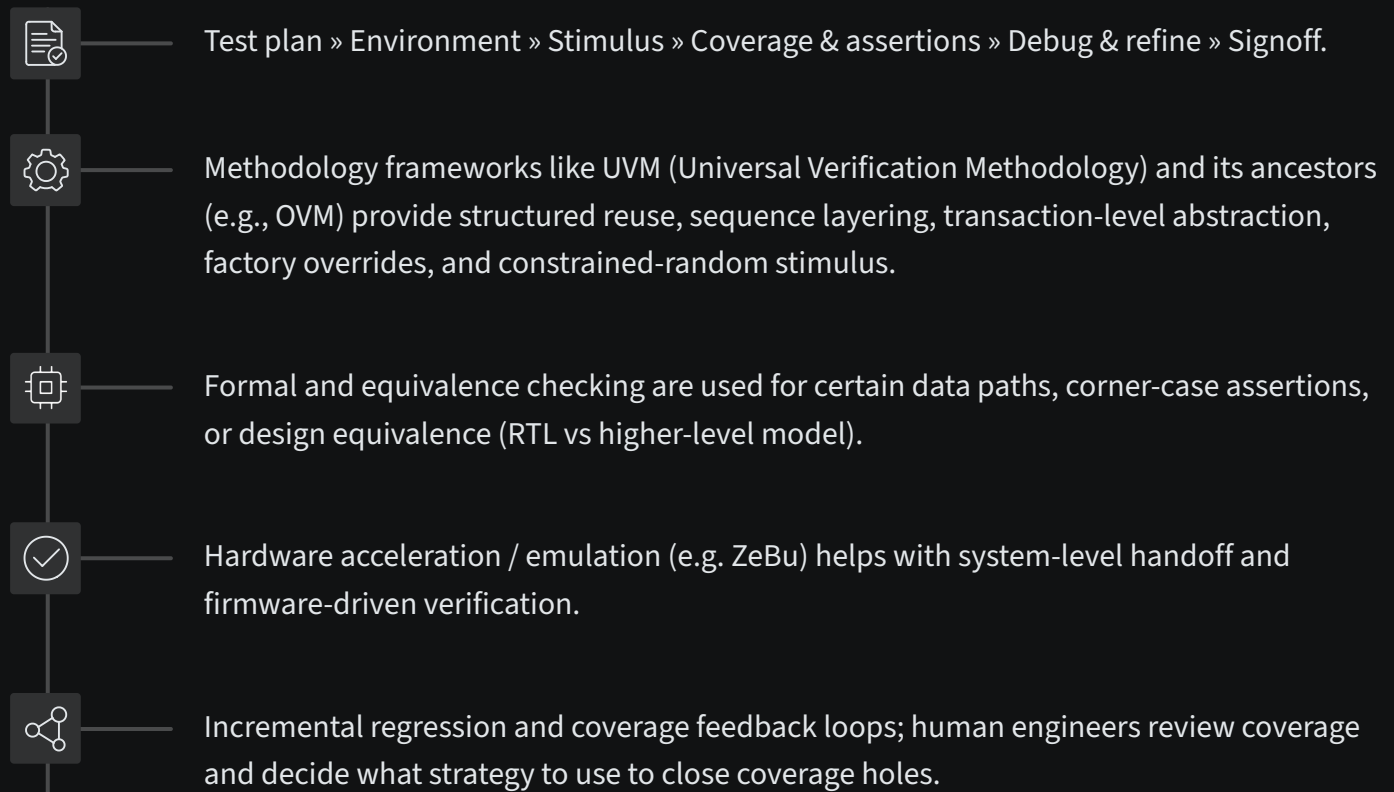 Test plan » Environment » Stimulus » Coverage & assertions » Debug & refine » Signoff.
Methodology frameworks like UVM (Universal Verification Methodology) and its ancestors
(e.g., OVM) provide structured reuse, sequence layering, transaction-level abstraction,
factory overrides, and constrained-random stimulus.
Formal and equivalence checking are used for certain data paths, corner-case assertions,
or design equivalence (RTL vs higher-level model).
Hardware acceleration / emulation (e.g. ZeBu) helps with system-level handoff and
firmware-driven verification.
Incremental regression and coverage feedback loops; human engineers review coverage
and decide what strategy to use to close coverage holes.